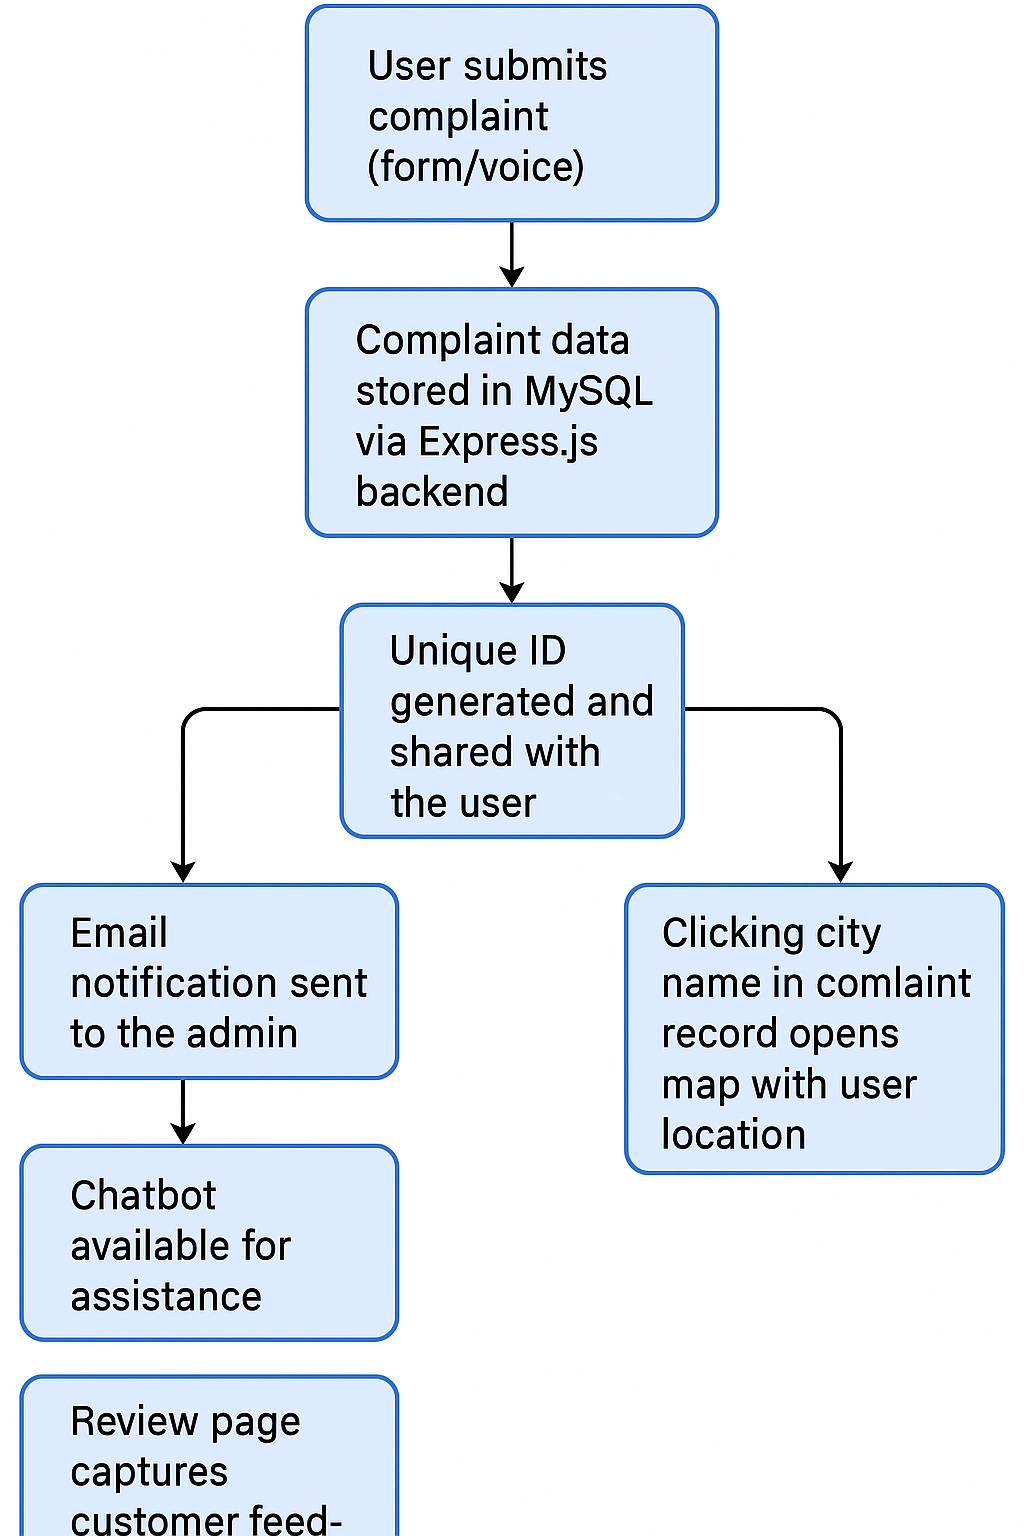 User submits
complaint
(form/voice)
Complaint data
stored in MySQL
via Express.js
backend
Unique ID
generated and
shared with
the user
Email
notification sent
to the admin
Clicking city
name in comlaint
record opens
map with user
location
Chatbot
available for
assistance
Review page
captures
customer feed-